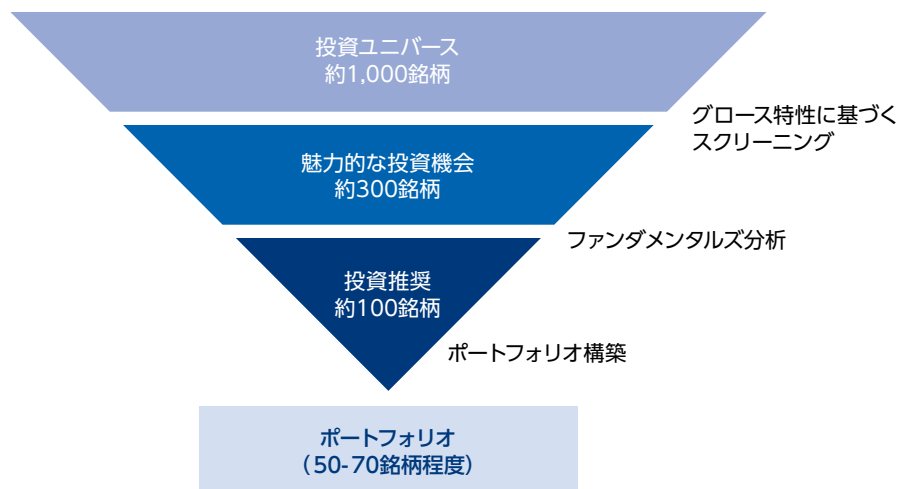 投資ユニバース
約1,000銘柄
グロース特性に基づく
スクリーニング
魅力的な投資機会
約300銘柄
ファンダメンタルズ分析
投資推奨
約100銘柄
ポートフォリオ構築
ポートフォリオ
（50-70銘柄程度）